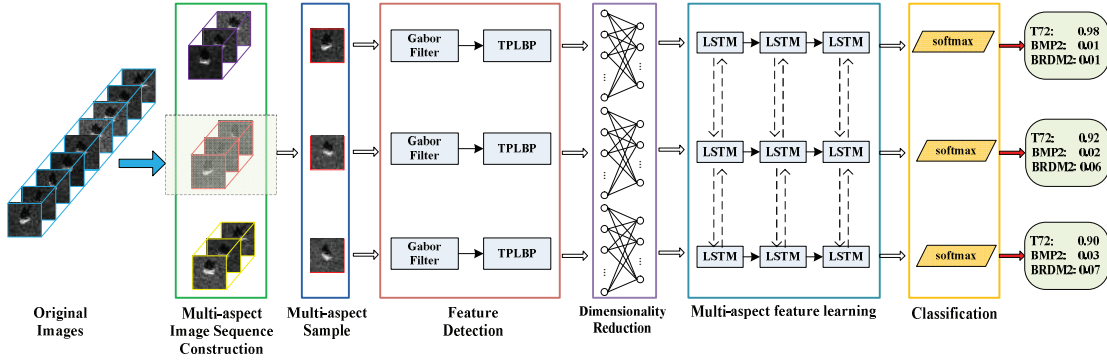 Gabor Filter
TPLBP
LSTM LSTM LSTM
softmax
T72: 0.98
BMP2: 0.01
BRDM2: 0.01
Gabor Filter
TPLBP
LSTM LSTM LSTM
softmax
T72: 0.92
BMP2: 0.02
BRDM2: 0.06
Gabor Filter
TPLBP
LSTM LSTM LSTM
softmax
T72: 0.90
BMP2: 0.03
BRDM2: 0.07
Original
Images
Multi-aspect
Image Sequence
Construction
Multi-aspect
Sample
Feature
Detection
Dimensionality
Reduction
Multi-aspect feature learning
Classification